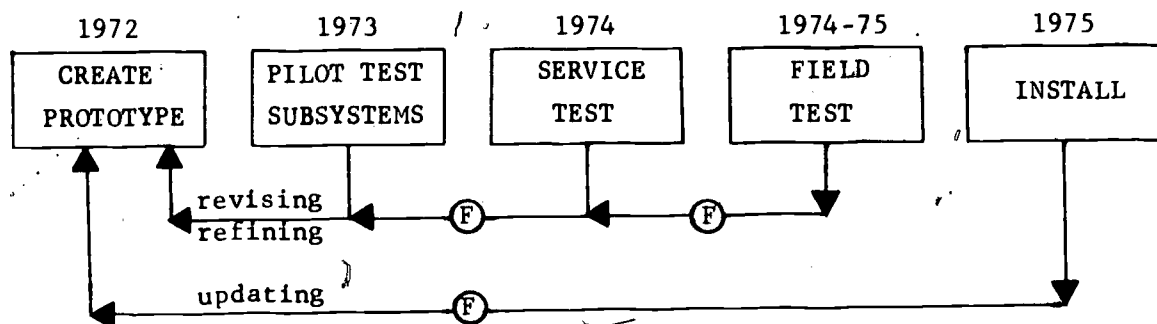 1972 1973 1974 1974-75 1975
CREATE
PROTOTYPE
PILOT TEST
SUBSYSTEMS
SERVICE
TEST
FIELD
TEST
INSTALL
revising
refining
F
F
updating
F